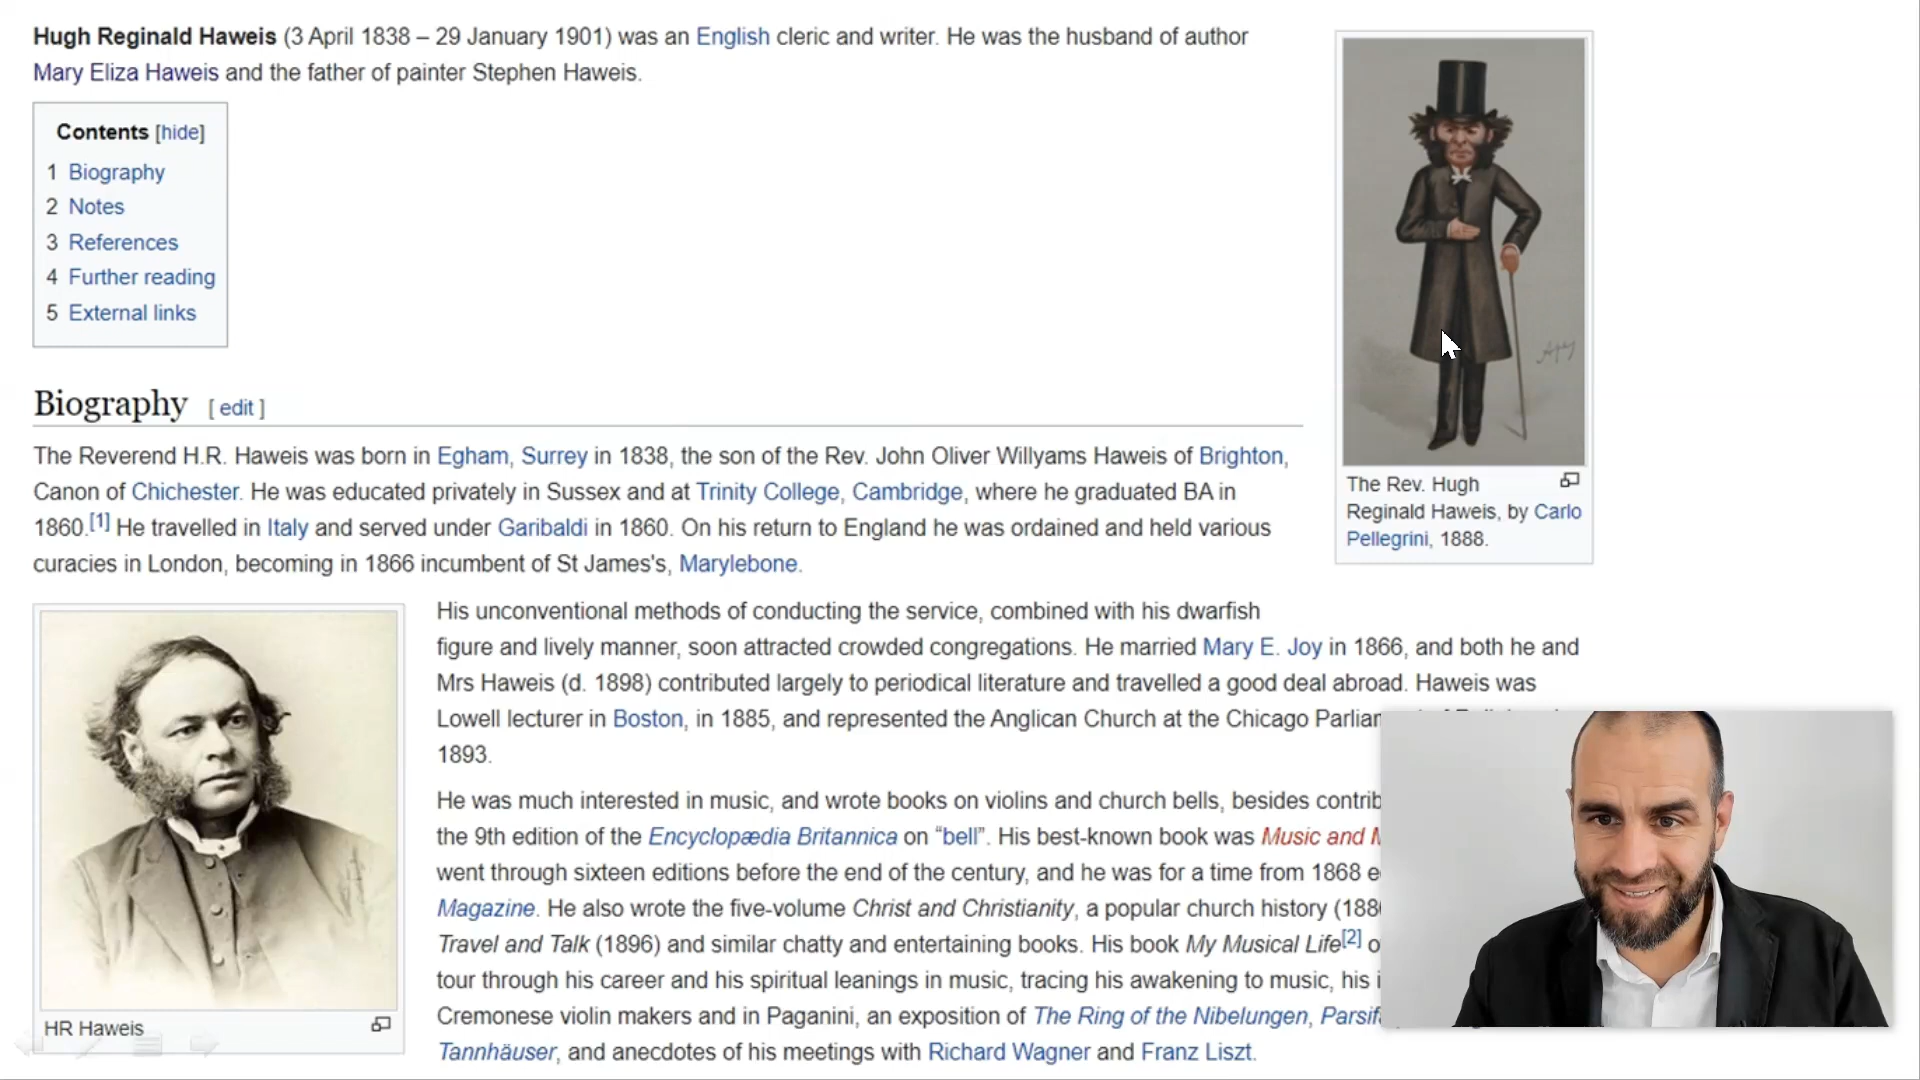 Hugh Reginald Haweis (3 April 1838 – 29 January 1901) was an English cleric and writer. He was the husband of author
Mary Eliza Haweis and the father of painter Stephen Haweis.
Contents [hide]
1 Biography
2 Notes
3 References
4 Further reading
5 External links
The Rev. Hugh
Reginald Haweis, by Carlo
Pellegrini, 1888.
Biography [ edit ]
The Reverend H.R. Haweis was born in Egham, Surrey in 1838, the son of the Rev. John Oliver Willyams Haweis of Brighton,
Canon of Chichester. He was educated privately in Sussex and at Trinity College, Cambridge, where he graduated BA in
1860.[1] He travelled in Italy and served under Garibaldi in 1860. On his return to England he was ordained and held various
curacies in London, becoming in 1866 incumbent of St James's, Marylebone.
His unconventional methods of conducting the service, combined with his dwarfish
figure and lively manner, soon attracted crowded congregations. He married Mary E. Joy in 1866, and both he and
Mrs Haweis (d. 1898) contributed largely to periodical literature and travelled a good deal abroad. Haweis was
Lowell lecturer in Boston, in 1885, and represented the Anglican Church at the Chicago Parlia
1893.
He was much interested in music, and wrote books on violins and church bells, besides contrib
the 9th edition of the Encyclopædia Britannica on “bell”. His best-known book was Music and M
went through sixteen editions before the end of the century, and he was for a time from 1868 e
Magazine. He also wrote the five-volume Christ and Christianity, a popular church history (188
Travel and Talk (1896) and similar chatty and entertaining books. His book My Musical Life[2] o
tour through his career and his spiritual leanings in music, tracing his awakening to music, his i
Cremonese violin makers and in Paganini, an exposition of The Ring of the Nibelungen, Parsif
Tannhäuser, and anecdotes of his meetings with Richard Wagner and Franz Liszt.
HR Haweis